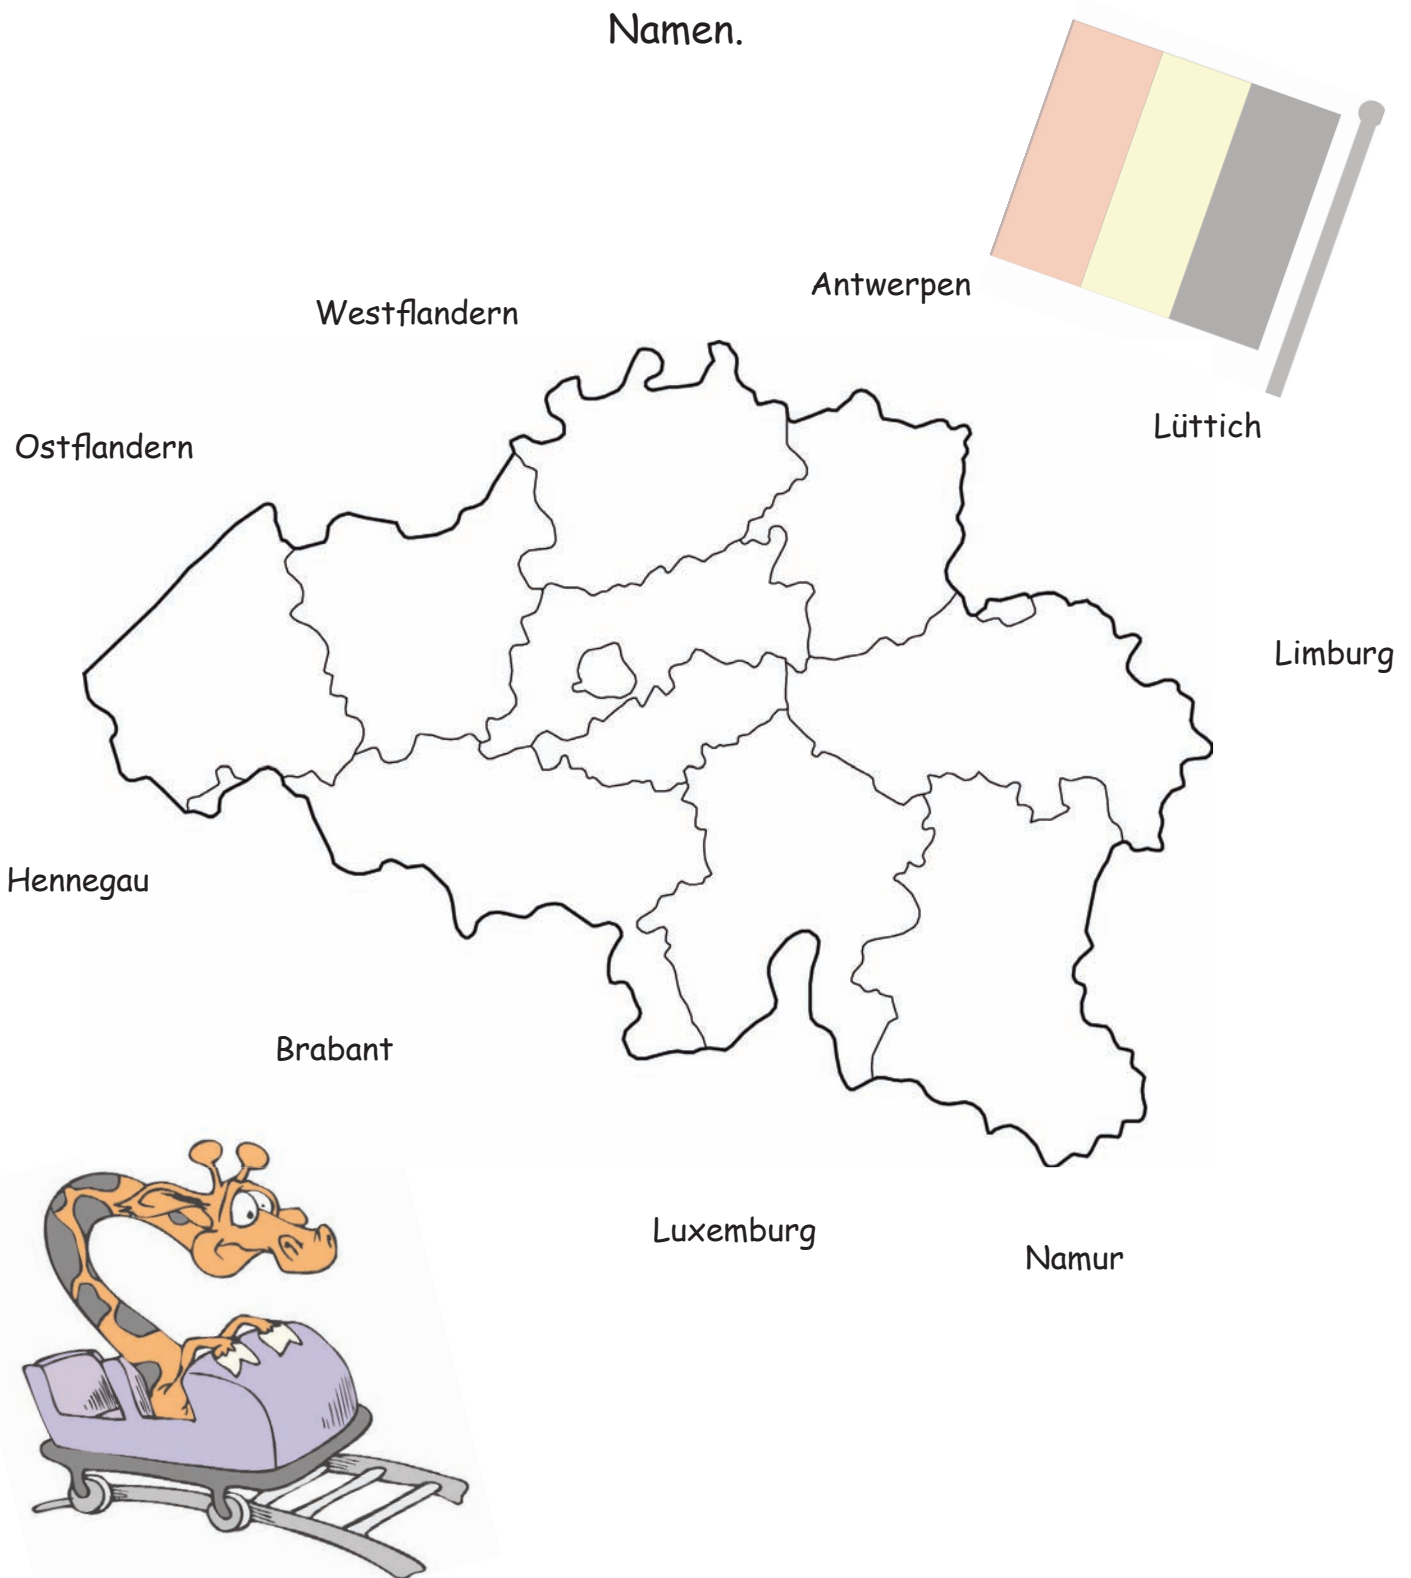 Namen.
Antwerpen
Westflandern
Lüttich
Ostflandern
Limburg
Hennegau
Brabant
Luxemburg
Namur